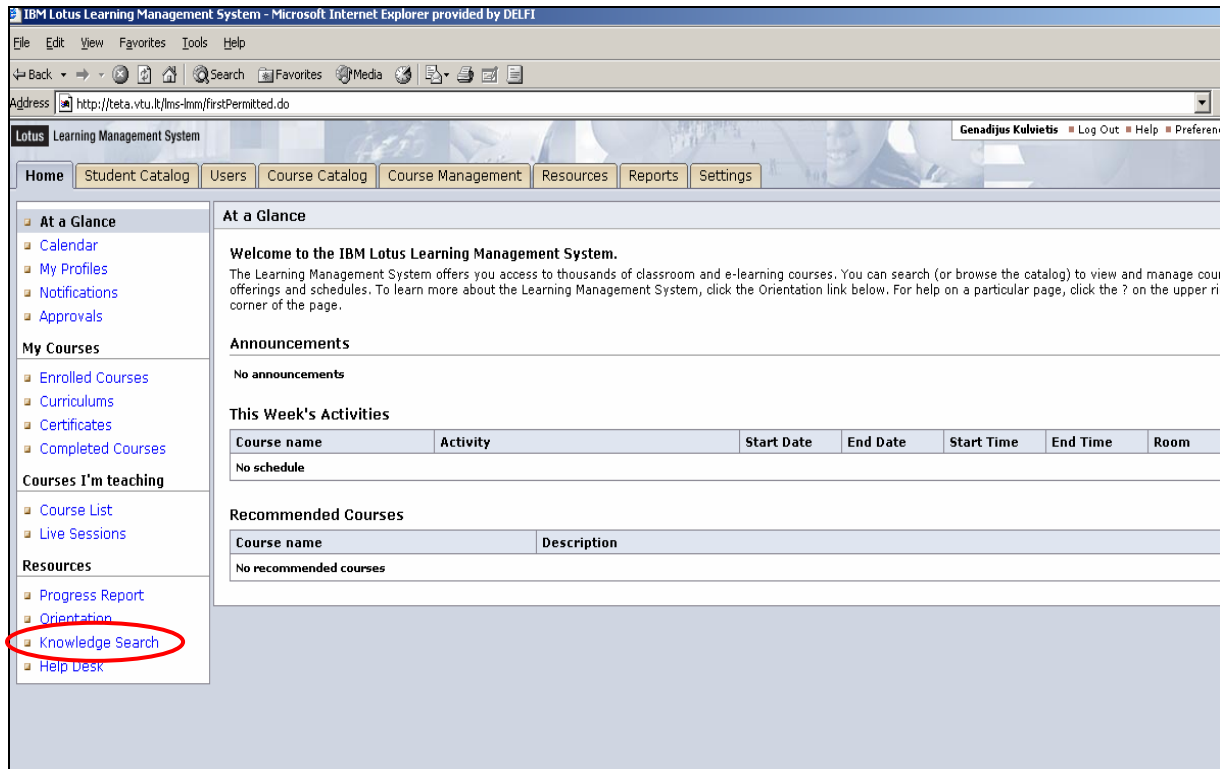 IBM Lotus Learning Management System - Microsoft Internet Explorer provided by DELFI
File Edit View Favorites Tools Help
Back Search Favorites Media
Address http://teta.vtu.lt/lms-lmm/firstPermitted.do
Lotus Learning Management System
Genadijus Kulvietis Log Out Help Preferenc
Home Student Catalog Users Course Catalog Course Management Resources Reports Settings
At a Glance
Calendar
My Profiles
Notifications
Approvals
My Courses
Enrolled Courses
Curriculums
Certificates
Completed Courses
Courses I'm teaching
Course List
Live Sessions
Resources
Progress Report
Orientation
Knowledge Search
Help Desk
At a Glance
Welcome to the IBM Lotus Learning Management System.
The Learning Management System offers you access to thousands of classroom and e-learning courses. You can search (or browse the catalog) to view and manage cour
offerings and schedules. To learn more about the Learning Management System, click the Orientation link below. For help on a particular page, click the ? on the upper ri
corner of the page.
Announcements
No announcements
This Week's Activities
Course name Activity Start Date End Date Start Time End Time Room
No schedule
Recommended Courses
Course name Description
No recommended courses